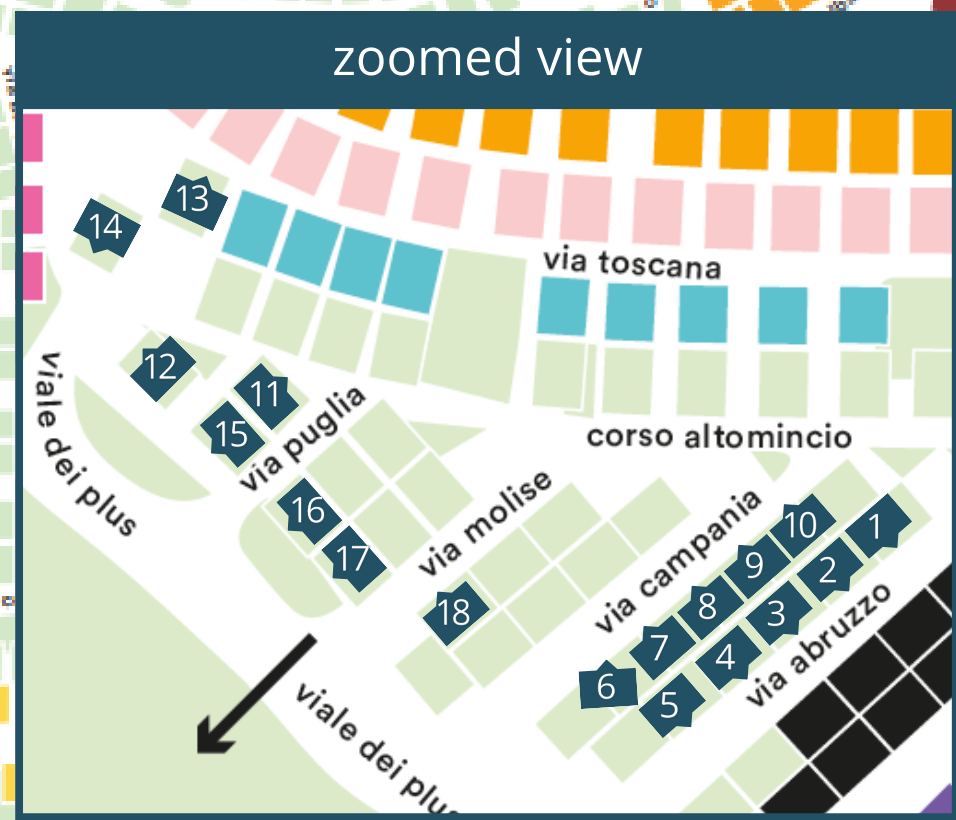 zoomed view
13
14
via toscana
12
11
viale dei plus
15
via puglia
corso altomincio
16
via molise
17
via campania
10
1
9
2
18
8
3
7
4
via abruzzo
6
5
viale dei plus